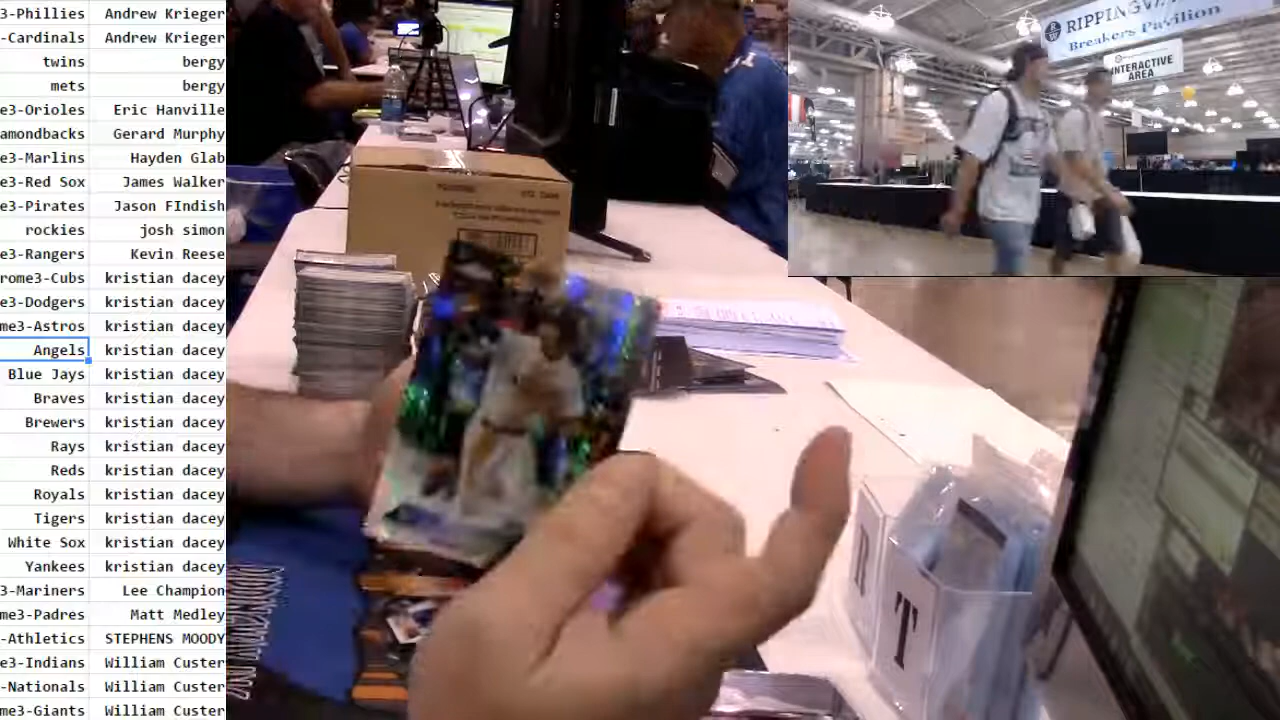 3-Phillies Andrew Krieger
-Cardinals Andrew Krieger
twins bergy
mets bergy
e3-Orioles Eric Hanville
amondbacks Gerard Murphy
e3-Marlins Hayden Glab
e3-Red Sox James Walker
e3-Pirates Jason FIndish
rockies josh simon
e3-Rangers Kevin Reese
rome3-Cubs kristian dacey
e3-Dodgers kristian dacey
me3-Astros kristian dacey
Angels kristian dacey
Blue Jays kristian dacey
Braves kristian dacey
Brewers kristian dacey
Rays kristian dacey
Reds kristian dacey
Royals kristian dacey
Tigers kristian dacey
White Sox kristian dacey
Yankees kristian dacey
3-Mariners Lee Champion
me3-Padres Matt Medley
-Athletics STEPHENS MOODY
e3-Indians William Custer
-Nationals William Custer
me3-Giants William Custer
RIPPINGWA
Breakers Pavilion
INTERACTIVE
AREA
R
T